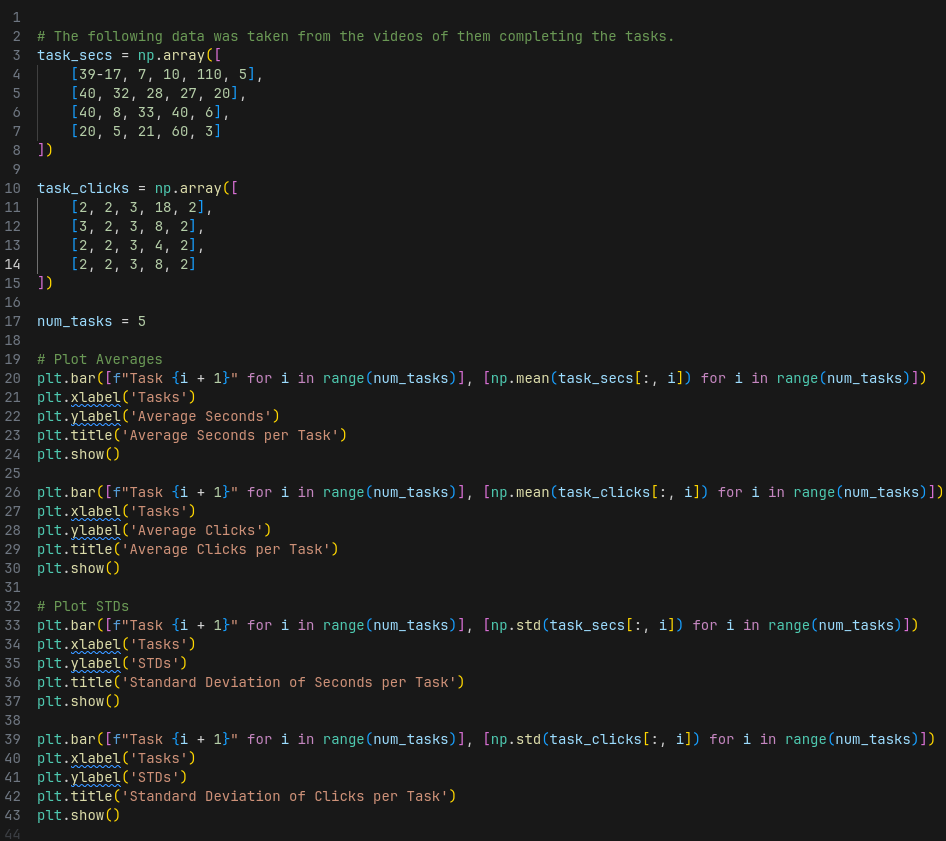 1
2 # The following data was taken from the videos of them completing the tasks.
3 task_secs = np.array([
4     [39-17, 7, 10, 110, 5],
5     [40, 32, 28, 27, 20],
6     [40, 8, 33, 40, 6],
7     [20, 5, 21, 60, 3]
8 ])
9
10 task_clicks = np.array([
11     [2, 2, 3, 18, 2],
12     [3, 2, 3, 8, 2],
13     [2, 2, 3, 4, 2],
14     [2, 2, 3, 8, 2]
15 ])
16
17 num_tasks = 5
18
19 # Plot Averages
20 plt.bar([f"Task {i + 1}" for i in range(num_tasks)], [np.mean(task_secs[:, i]) for i in range(num_tasks)])
21 plt.xlabel('Tasks')
22 plt.ylabel('Average Seconds')
23 plt.title('Average Seconds per Task')
24 plt.show()
25
26 plt.bar([f"Task {i + 1}" for i in range(num_tasks)], [np.mean(task_clicks[:, i]) for i in range(num_tasks)])
27 plt.xlabel('Tasks')
28 plt.ylabel('Average Clicks')
29 plt.title('Average Clicks per Task')
30 plt.show()
31
32 # Plot STDs
33 plt.bar([f"Task {i + 1}" for i in range(num_tasks)], [np.std(task_secs[:, i]) for i in range(num_tasks)])
34 plt.xlabel('Tasks')
35 plt.ylabel('STDs')
36 plt.title('Standard Deviation of Seconds per Task')
37 plt.show()
38
39 plt.bar([f"Task {i + 1}" for i in range(num_tasks)], [np.std(task_clicks[:, i]) for i in range(num_tasks)])
40 plt.xlabel('Tasks')
41 plt.ylabel('STDs')
42 plt.title('Standard Deviation of Clicks per Task')
43 plt.show()
44